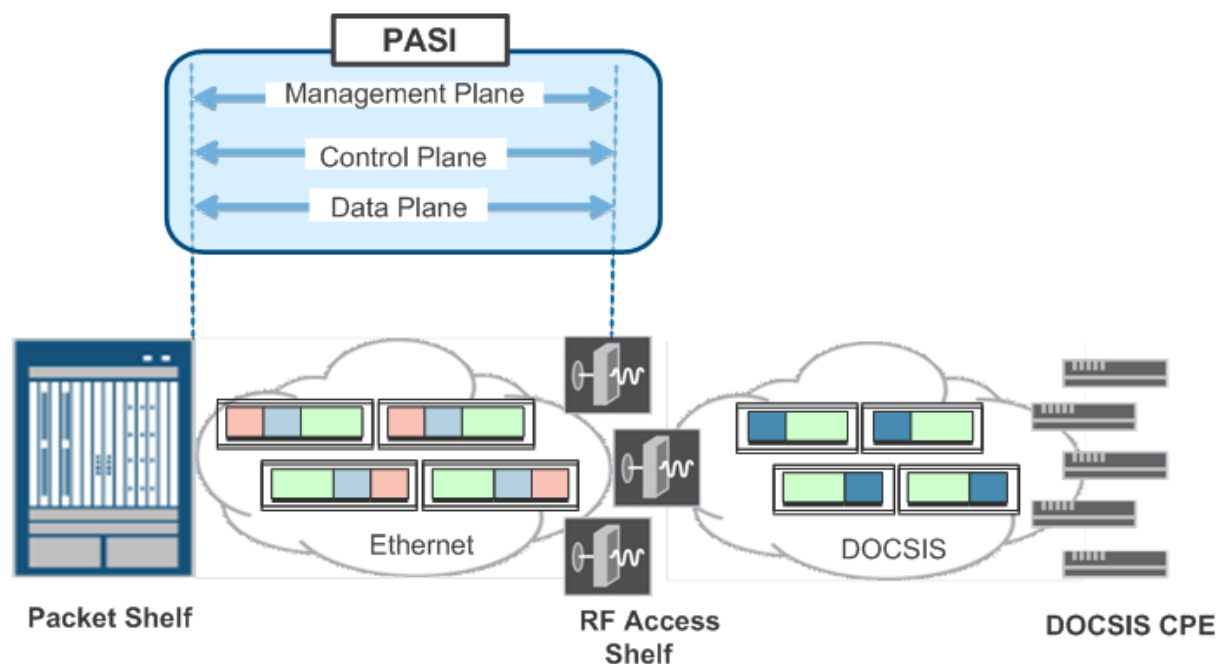 PASI
Management Plane
Control Plane
Data Plane
Ethernet
DOCSIS
Packet Shelf
RF Access
Shelf
DOCSIS CPE